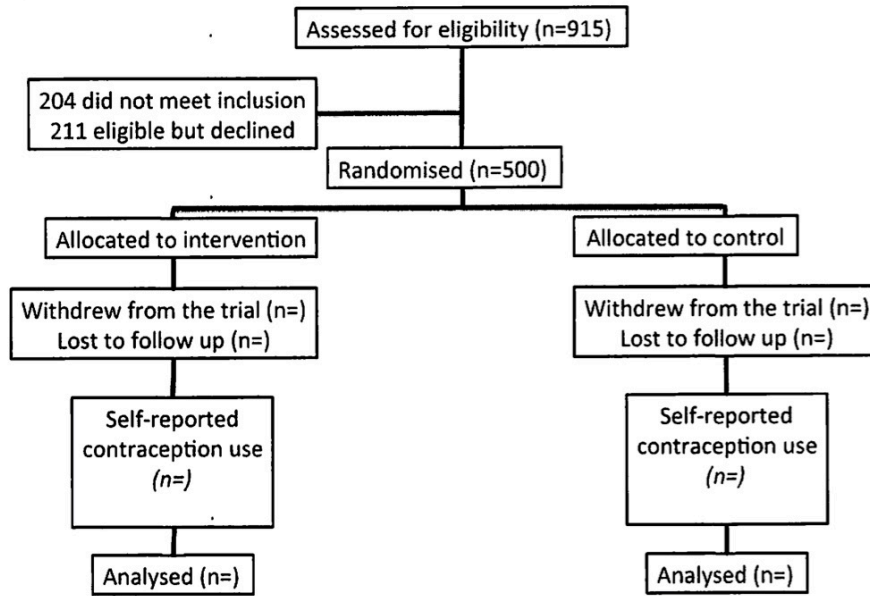 Assessed for eligibility (n=915)
204 did not meet inclusion
211 eligible but declined
Randomised (n=500)
Allocated to intervention
Withdrew from the trial (n=)
Lost to follow up (n=)
Self-reported
contraception use
(n=)
Analysed (n=)
Allocated to control
Withdrew from the trial (n=)
Lost to follow up (n=)
Self-reported
contraception use
(n=)
Analysed (n=)